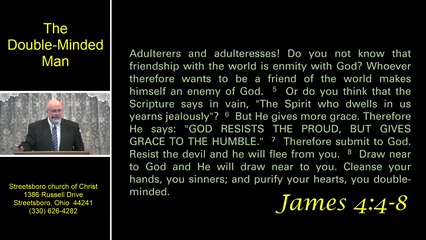 The
Double-Minded
Man
Streetsboro church of Christ
1386 Russell Drive
Streetsboro, Ohio 44241
(330) 626-4282
Adulterers and adulteresses! Do you not know that
friendship with the world is enmity with God? Whoever
therefore wants to be a friend of the world makes
himself an enemy of God. 5 Or do you think that the
Scripture says in vain, "The Spirit who dwells in us
yearns jealously"? 6 But He gives more grace. Therefore
He says: "GOD RESISTS THE PROUD, BUT GIVES
GRACE TO THE HUMBLE." 7 Therefore submit to God.
Resist the devil and he will flee from you. 8 Draw near
to God and He will draw near to you. Cleanse your
hands, you sinners; and purify your hearts, you double-
minded.
James 4:4-8